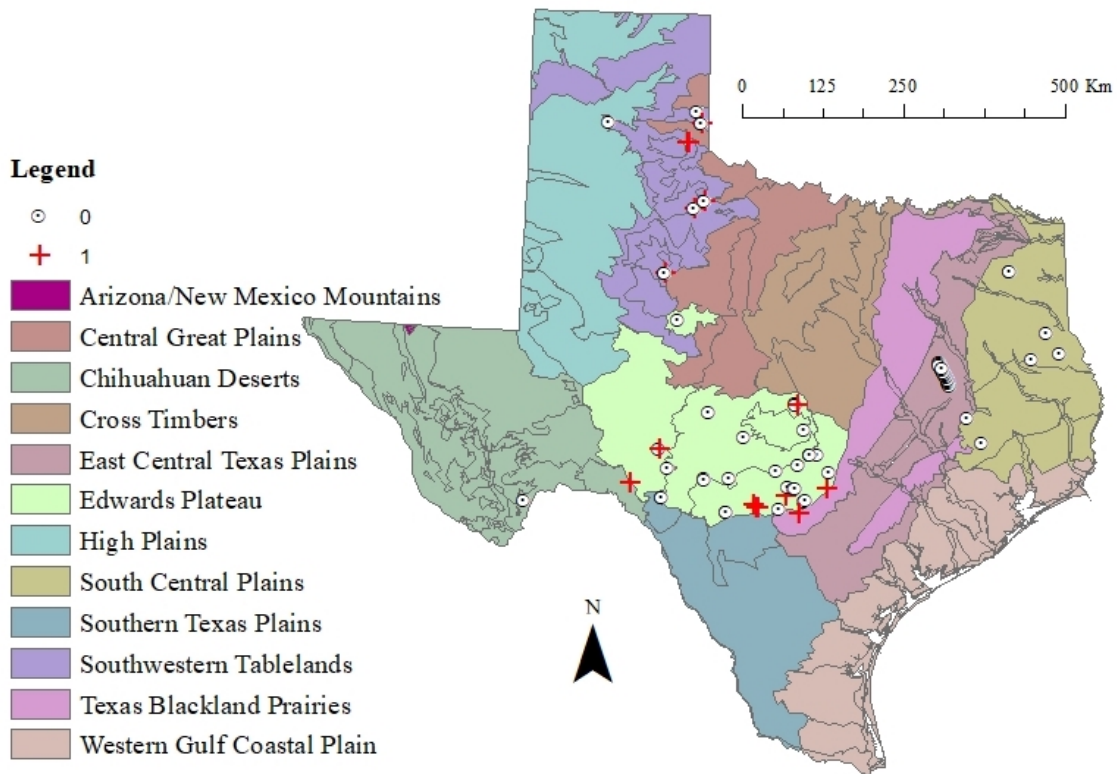 0 125 250 500 Km
Legend
0
1
Arizona/New Mexico Mountains
Central Great Plains
Chihuahuan Deserts
Cross Timbers
East Central Texas Plains
Edwards Plateau
High Plains
South Central Plains
Southern Texas Plains
Southwestern Tablelands
Texas Blackland Prairies
Western Gulf Coastal Plain
N